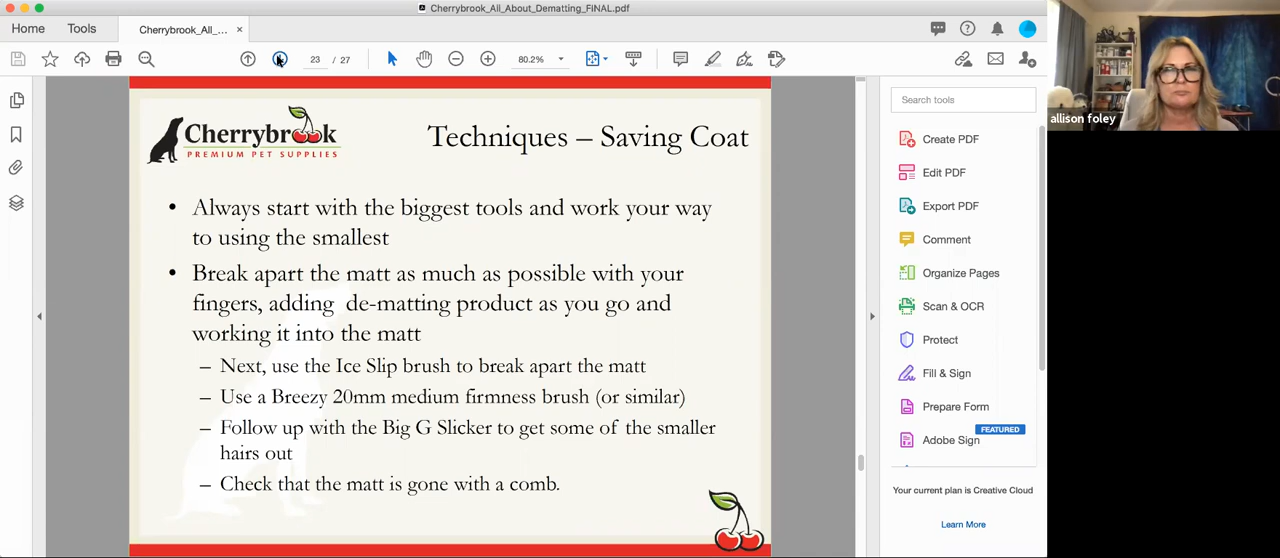 Cherrybrook_All_About_Dematting_FINAL.pdf
Home
Tools
Cherrybrook_All_...
×
23 / 27
80.2%
Search tools
Create PDF
Edit PDF
Export PDF
Comment
Organize Pages
Scan & OCR
Protect
Fill & Sign
Prepare Form
FEATURED
Adobe Sign
Your current plan is Creative Cloud
Learn More
Cherrybrook
PREMIUM PET SUPPLIES
Techniques – Saving Coat
• Always start with the biggest tools and work your way
to using the smallest
• Break apart the matt as much as possible with your
fingers, adding de-matting product as you go and
working it into the matt
– Next, use the Ice Slip brush to break apart the matt
– Use a Breezy 20mm medium firmness brush (or similar)
– Follow up with the Big G Slicker to get some of the smaller
hairs out
– Check that the matt is gone with a comb.
allison foley